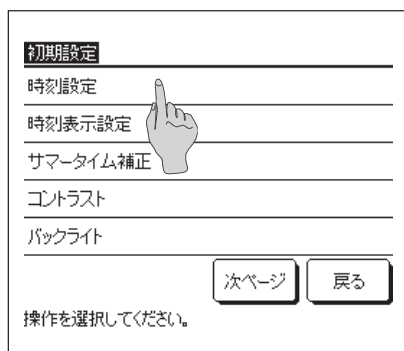 初期設定
時刻設定
時刻表示設定
サマータイム補正
コントラスト
バックライト
次ページ 戻る
操作を選択してください。